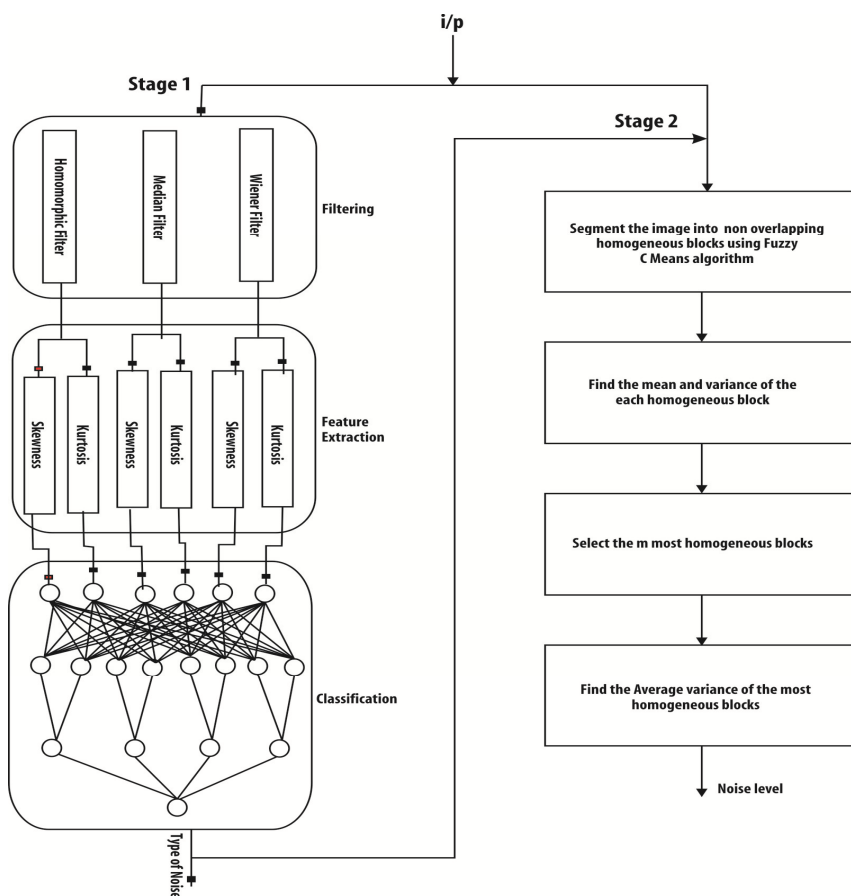 i/p
Stage 1
Homomorphic Filter
Median Filter
Wiener Filter
Filtering
Skewness
Kurtosis
Skewness
Kurtosis
Skewness
Kurtosis
Feature
Extraction
Classification
Type of Noise
Stage 2
Segment the image into non overlapping
homogeneous blocks using Fuzzy
C Means algorithm
Find the mean and variance of the
each homogeneous block
Select the m most homogeneous blocks
Find the Average variance of the most
homogeneous blocks
Noise level